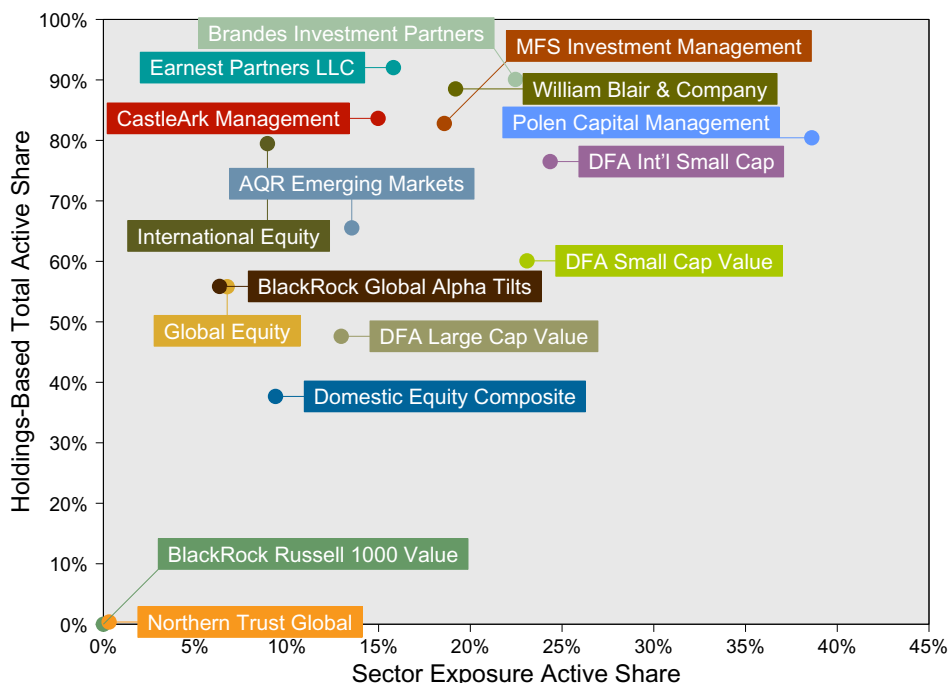 100%
90%
80%
70%
60%
50%
40%
30%
20%
10%
0%
Holdings-Based Total Active Share
Brandes Investment Partners
MFS Investment Management
Earnest Partners LLC
William Blair & Company
CastleArk Management
Polen Capital Management
DFA Int'l Small Cap
AQR Emerging Markets
International Equity
DFA Small Cap Value
BlackRock Global Alpha Tilts
Global Equity
DFA Large Cap Value
Domestic Equity Composite
BlackRock Russell 1000 Value
Northern Trust Global
0%
5%
10%
15%
20%
25%
30%
35%
40%
45%
Sector Exposure Active Share